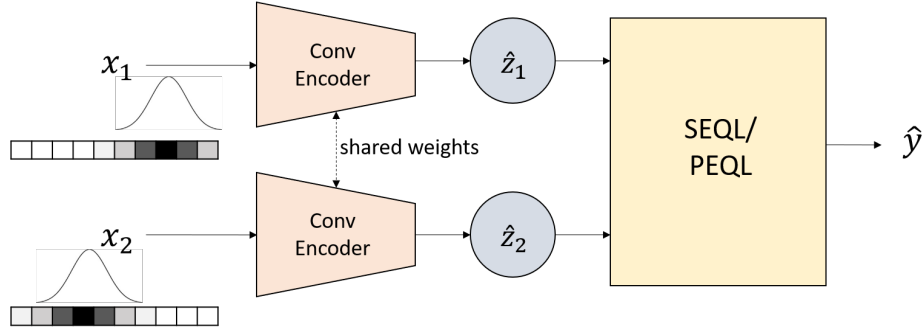 x₁
Conv
Encoder
ẑ₁
shared weights
SEQL/
PEQL
ŷ
x₂
Conv
Encoder
ẑ₂